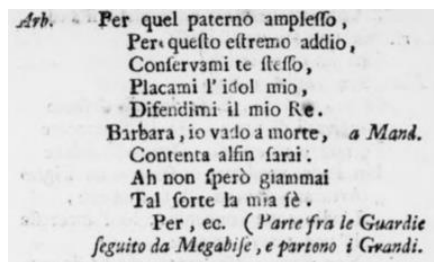 Arb. Per quel paterno ampleſſo,
Per queſto eſtremo addio,
Conſervami te ſteſſo,
Placami l' idol mio,
Difendimi il mio Re.
Barbara, io vado a morte, a Mand.
Contenta alfin ſarai.
Ah non ſperò giammai
Tal ſorte la mia fè
Per, ec. (Parte fra le Guardie
ſeguito da Megabiſe, e partono i Grandi.